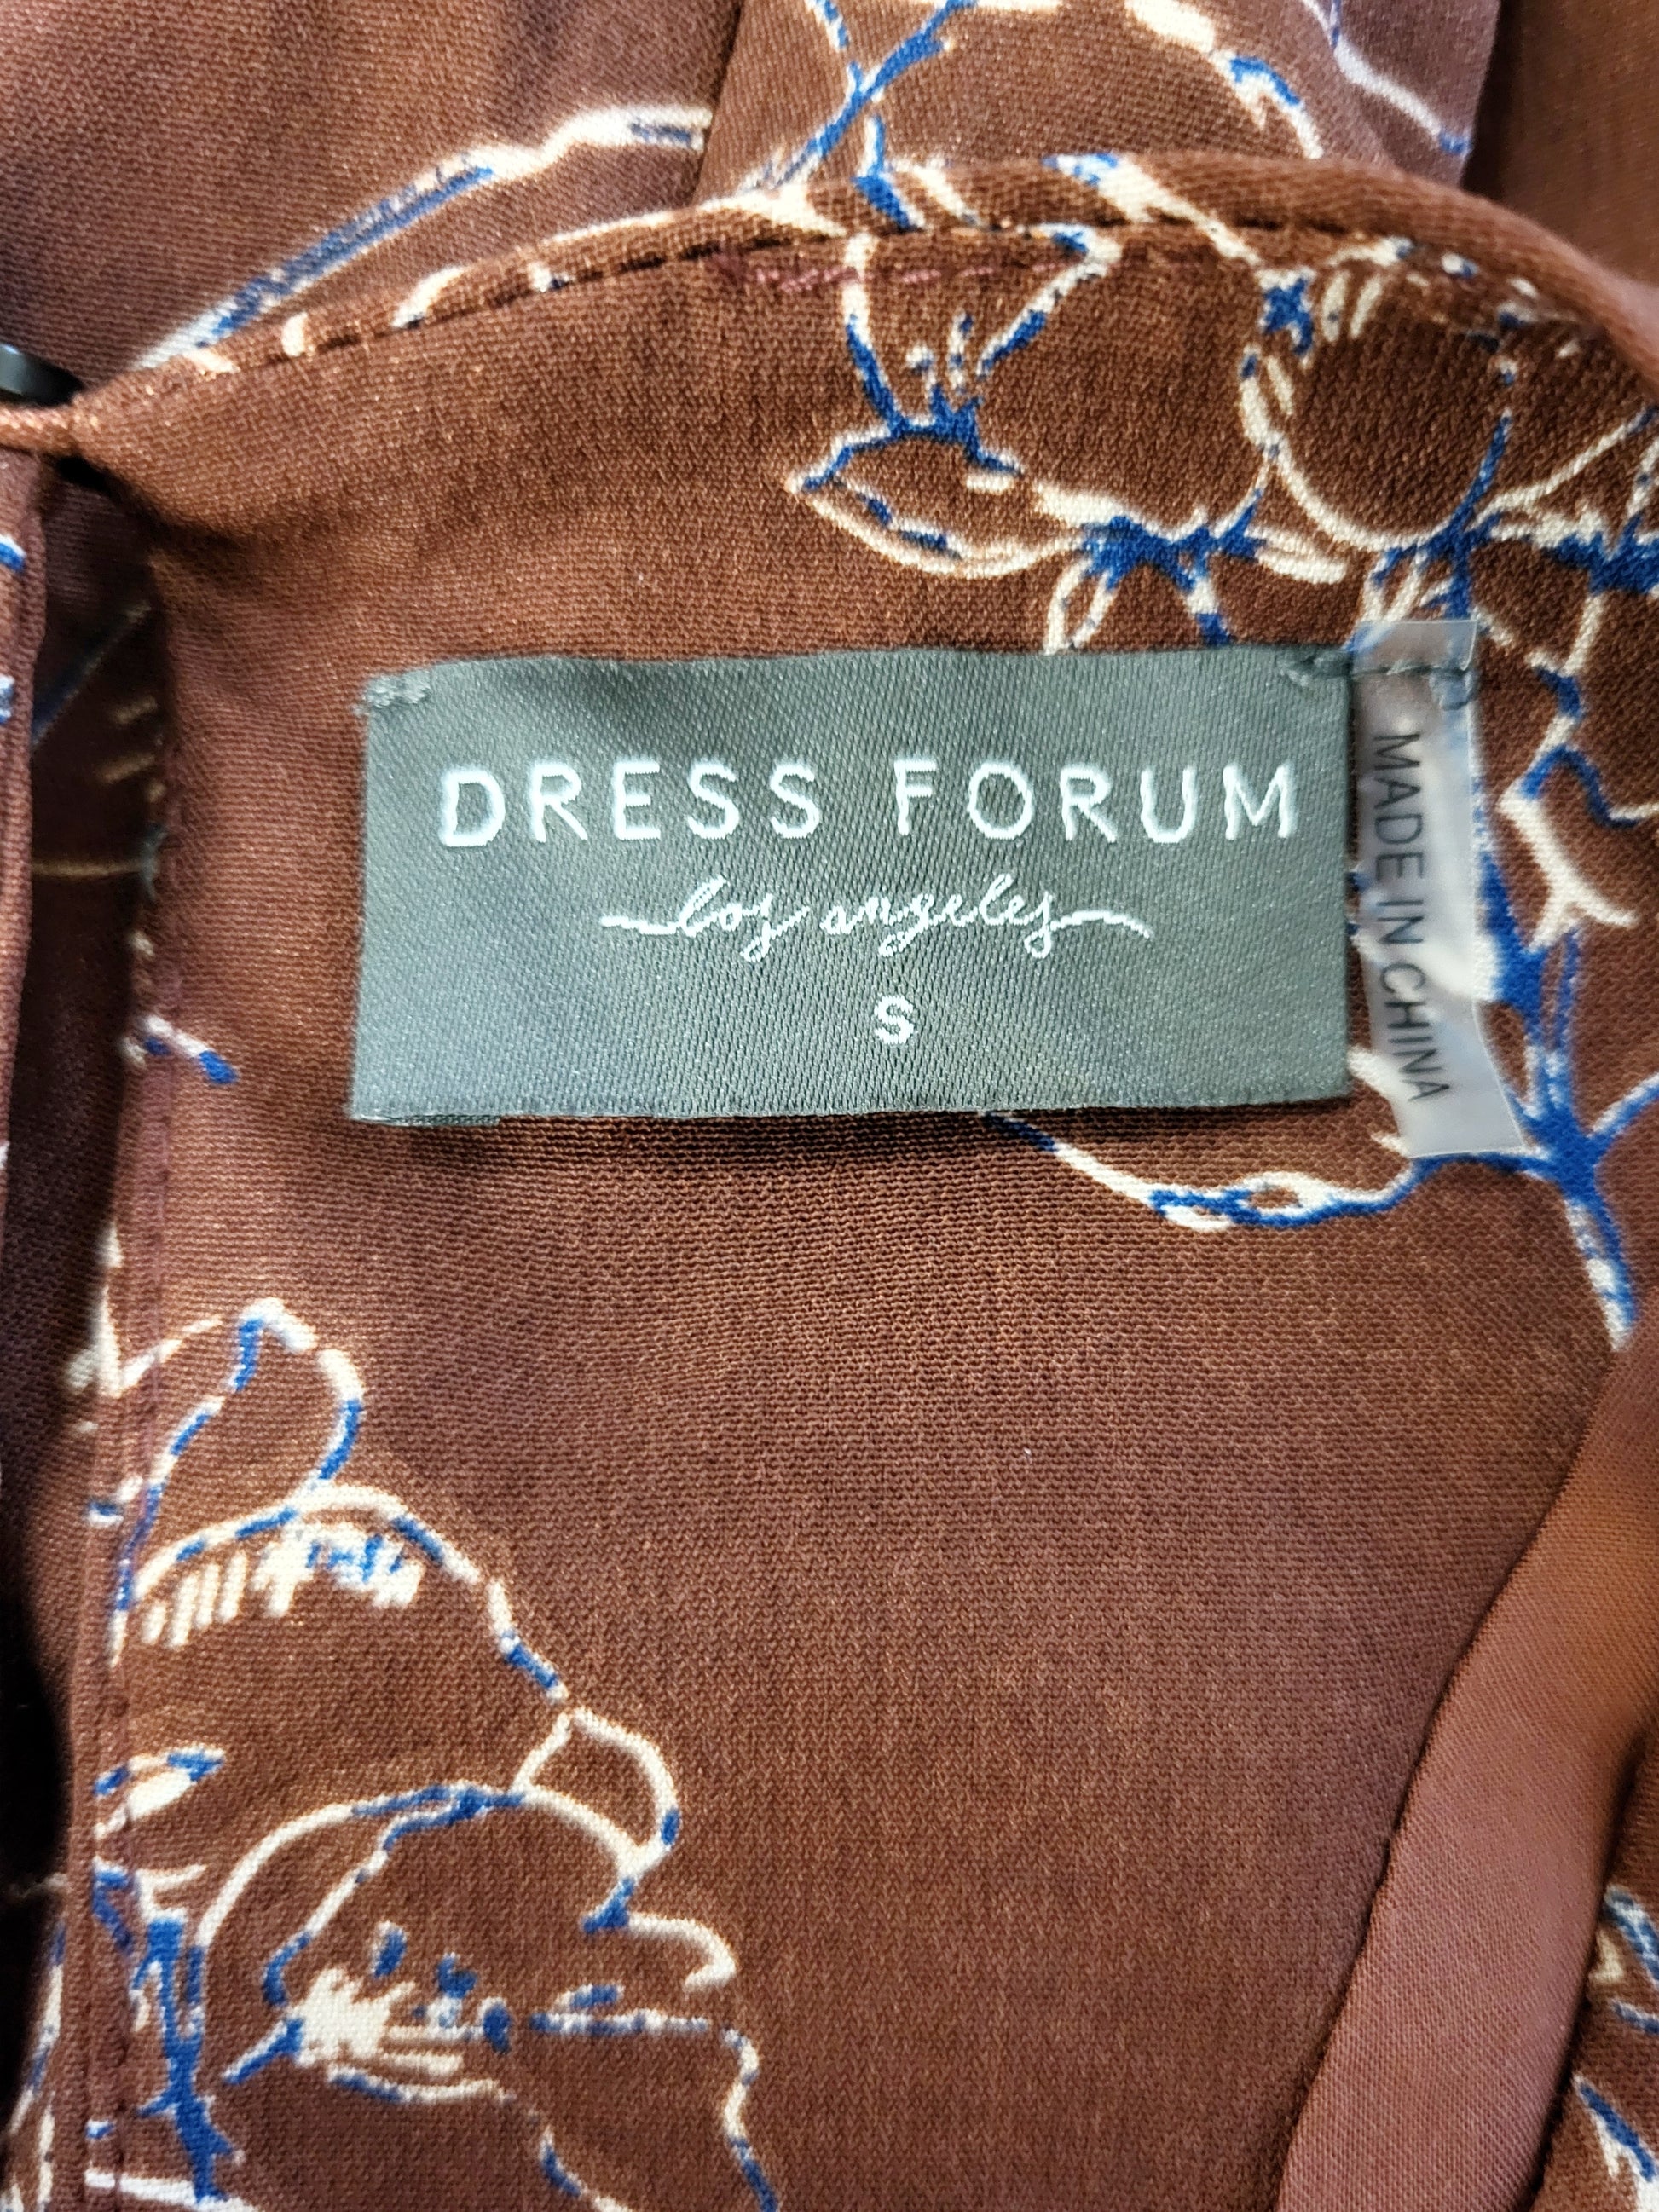 DRESS FORUM
los angeles
S
MADE IN CHINA